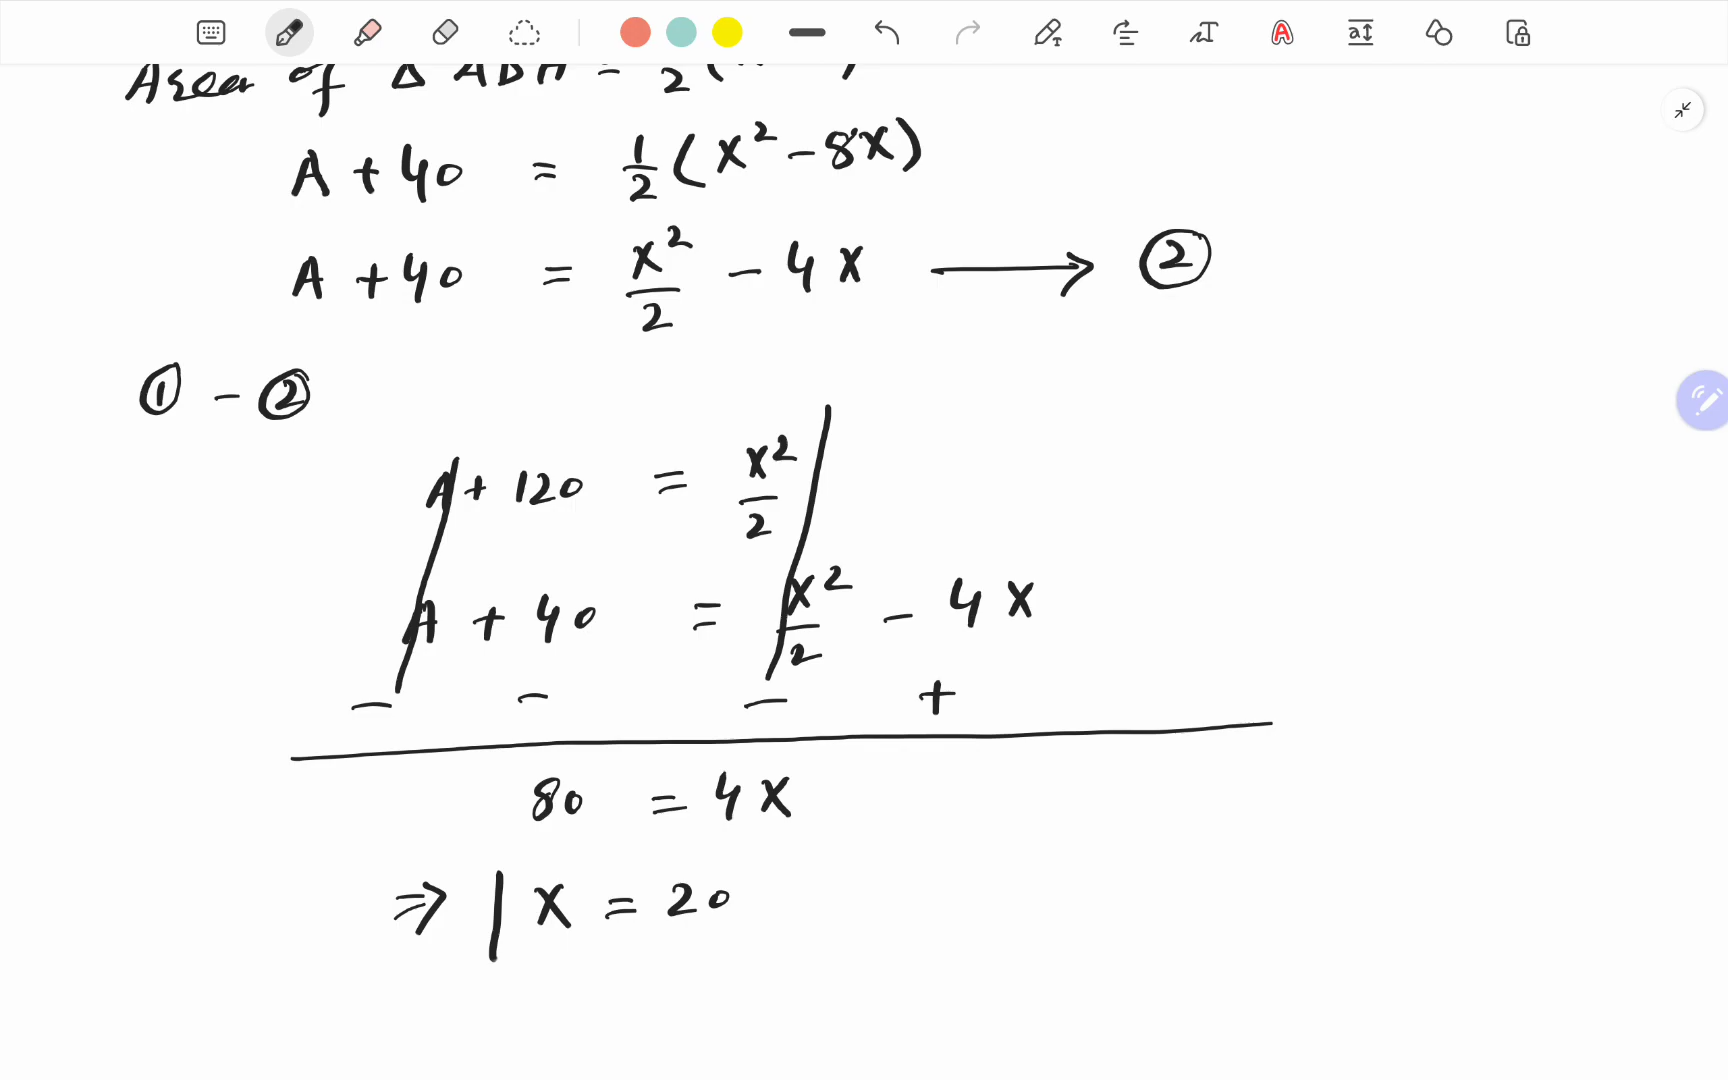 Area of Δ ABH = 2 (
A + 40 = 1/2 (x² - 8x)
A + 40 = x²/2 - 4x ⟶ ②
① - ②
A + 120 = x²/2
A + 40 = x²/2 - 4x
- - - +
80 = 4x
⇒ | x = 20